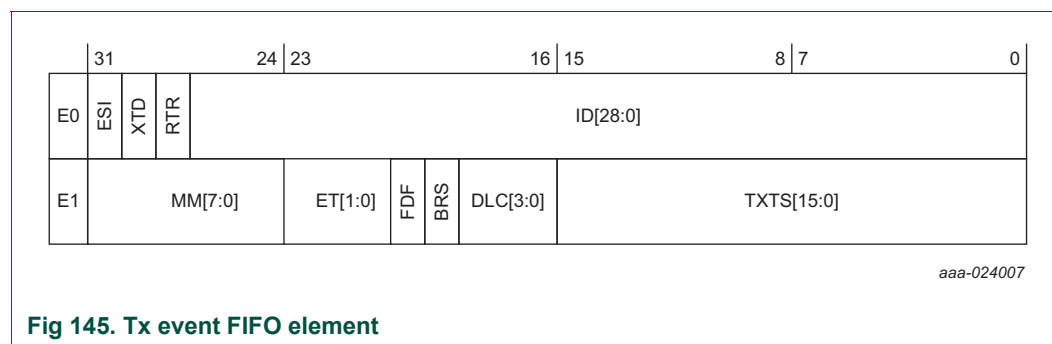 31 24 23 16 15 8 7 0
E0 ESI XTD RTR ID[28:0]
E1 MM[7:0] ET[1:0] FDF BRS DLC[3:0] TXTS[15:0]
aaa-024007
Fig 145. Tx event FIFO element